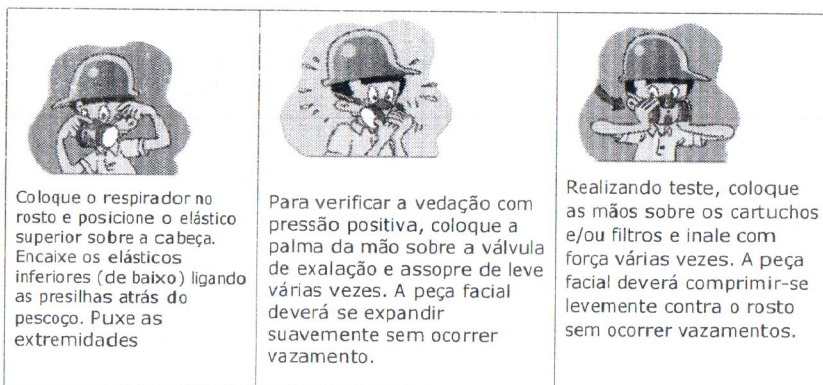 Coloque o respirador no
rosto e posicione o elástico
superior sobre a cabeça.
Encaixe os elásticos
inferiores (de baixo) ligando
as presilhas atrás do
pescoço. Puxe as
extremidades
Para verificar a vedação com
pressão positiva, coloque a
palma da mão sobre a válvula
de exalação e assopre de leve
várias vezes. A peça facial
deverá se expandir
suavemente sem ocorrer
vazamento.
Realizando teste, coloque
as mãos sobre os cartuchos
e/ou filtros e inale com
força várias vezes. A peça
facial deverá comprimir-se
levemente contra o rosto
sem ocorrer vazamentos.